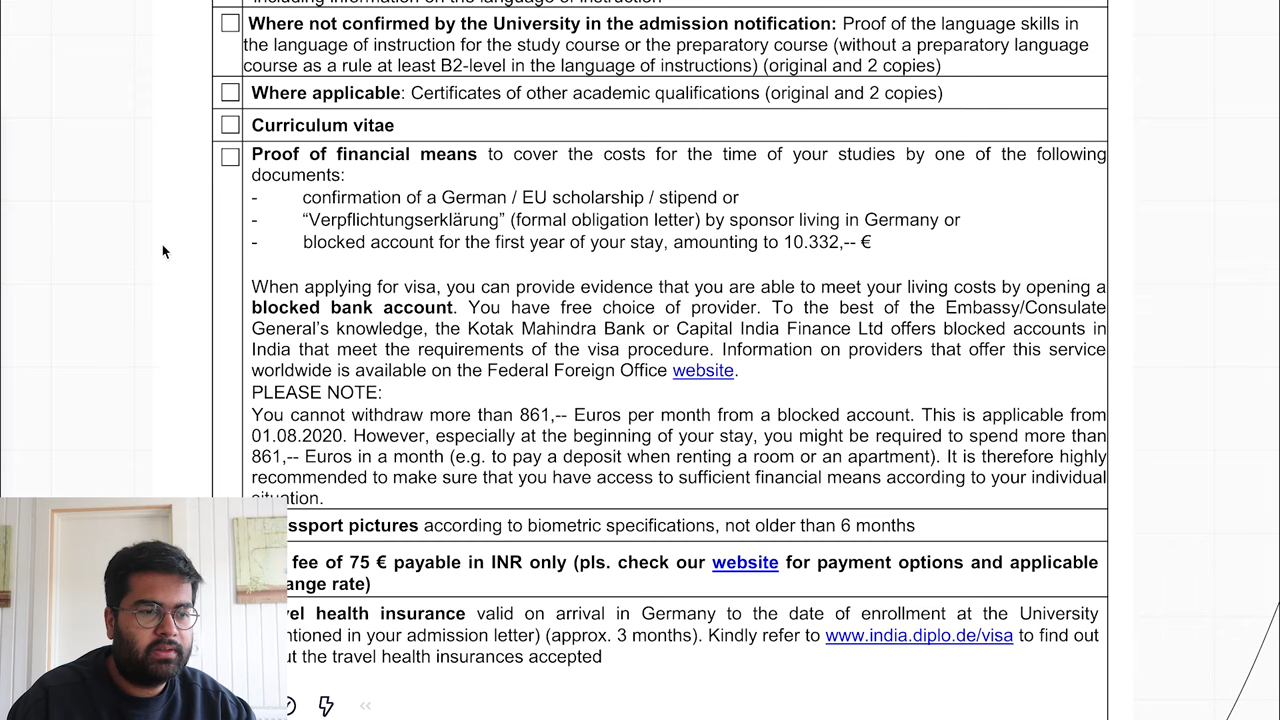 Where not confirmed by the University in the admission notification: Proof of the language skills in
the language of instruction for the study course or the preparatory course (without a preparatory language
course as a rule at least B2-level in the language of instructions) (original and 2 copies)
Where applicable: Certificates of other academic qualifications (original and 2 copies)
Curriculum vitae
Proof of financial means to cover the costs for the time of your studies by one of the following
documents:
- confirmation of a German / EU scholarship / stipend or
- “Verpflichtungserklärung” (formal obligation letter) by sponsor living in Germany or
- blocked account for the first year of your stay, amounting to 10.332,-- €
When applying for visa, you can provide evidence that you are able to meet your living costs by opening a
blocked bank account. You have free choice of provider. To the best of the Embassy/Consulate
General’s knowledge, the Kotak Mahindra Bank or Capital India Finance Ltd offers blocked accounts in
India that meet the requirements of the visa procedure. Information on providers that offer this service
worldwide is available on the Federal Foreign Office website.
PLEASE NOTE:
You cannot withdraw more than 861,-- Euros per month from a blocked account. This is applicable from
01.08.2020. However, especially at the beginning of your stay, you might be required to spend more than
861,-- Euros in a month (e.g. to pay a deposit when renting a room or an apartment). It is therefore highly
recommended to make sure that you have access to sufficient financial means according to your individual
situation.
ssport pictures according to biometric specifications, not older than 6 months
fee of 75 € payable in INR only (pls. check our website for payment options and applicable
ange rate)
vel health insurance valid on arrival in Germany to the date of enrollment at the University
ntioned in your admission letter) (approx. 3 months). Kindly refer to www.india.diplo.de/visa to find out
ut the travel health insurances accepted